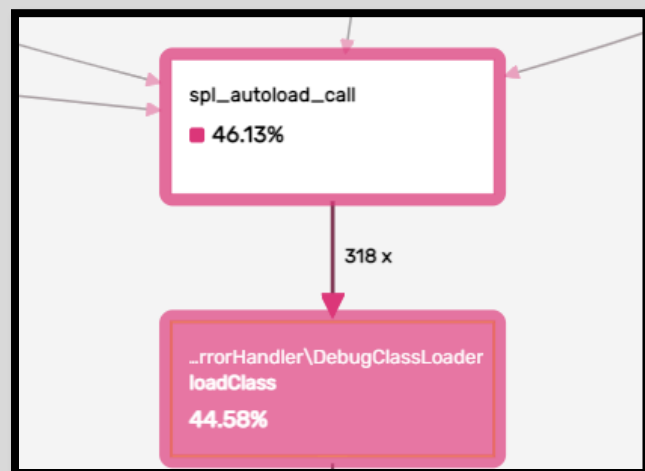 spl_autoload_call
46.13%
318 x
…rrorHandler\DebugClassLoader
loadClass
44.58%